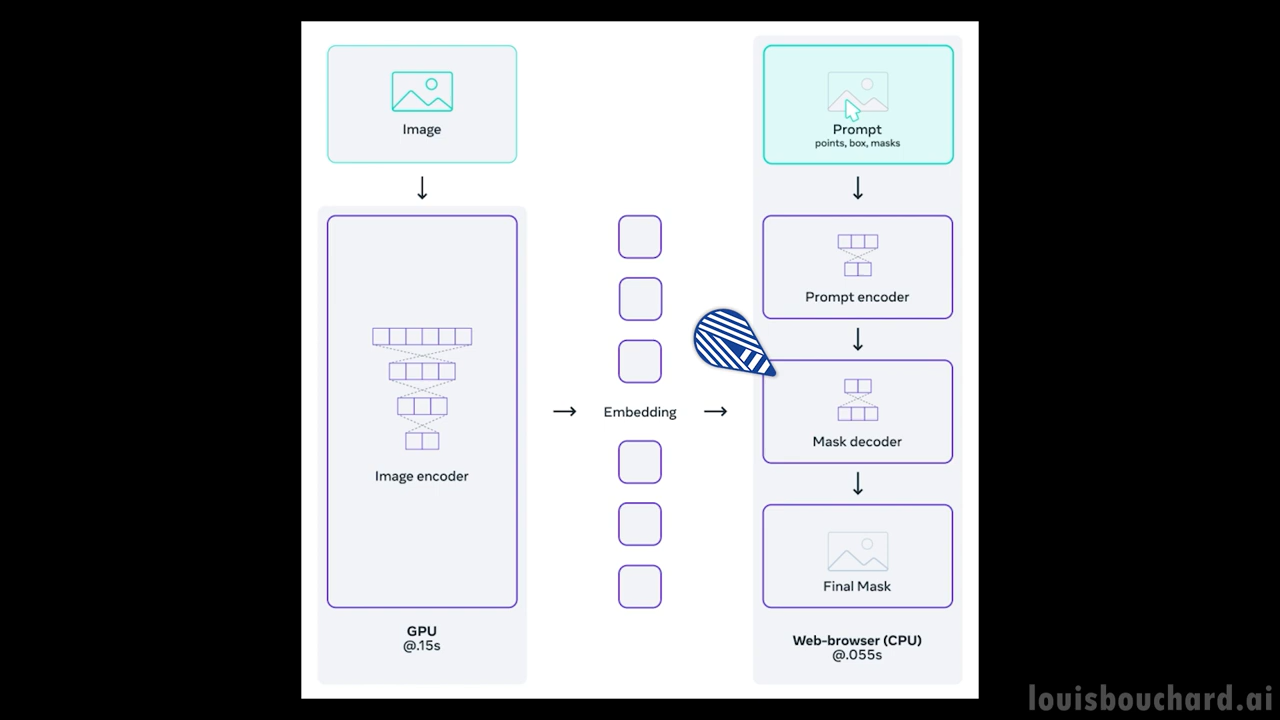 Image
Image encoder
GPU
@.15s
Embedding
Prompt
points, box, masks
Prompt encoder
Mask decoder
Final Mask
Web-browser (CPU)
@.055s
louisbouchard.ai